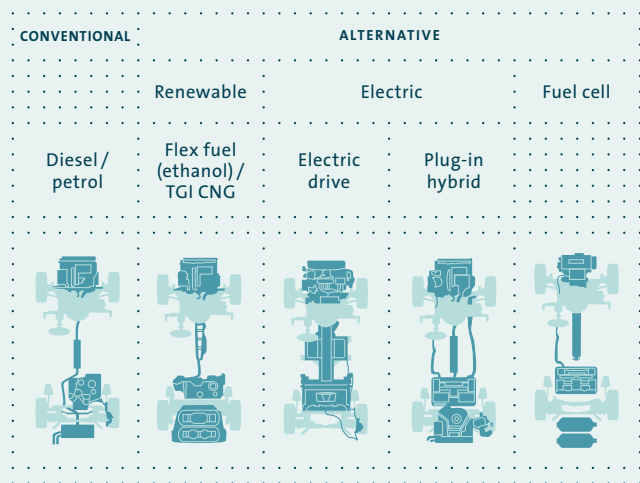 CONVENTIONAL
ALTERNATIVE
Renewable
Electric
Fuel cell
Diesel /
petrol
Flex fuel
(ethanol) /
TGI CNG
Electric
drive
Plug-in
hybrid